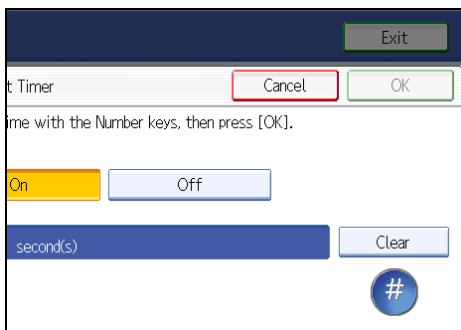 Exit
t Timer Cancel OK
ime with the Number keys, then press [OK].
On Off
second(s) Clear
#